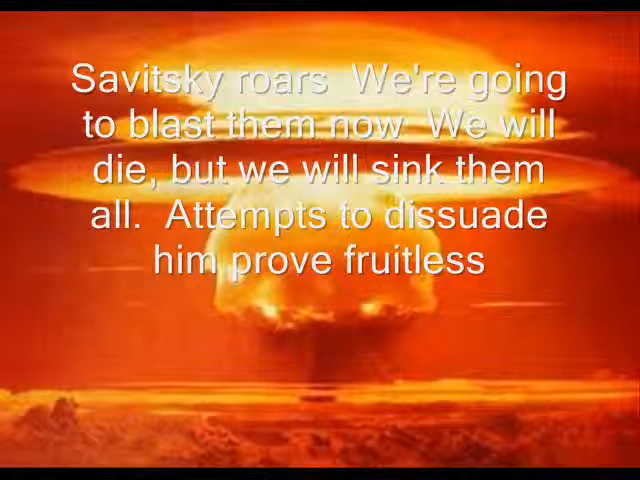 Savitsky roars  We're going
to blast them now  We will
die, but we will sink them
all.  Attempts to dissuade
him prove fruitless